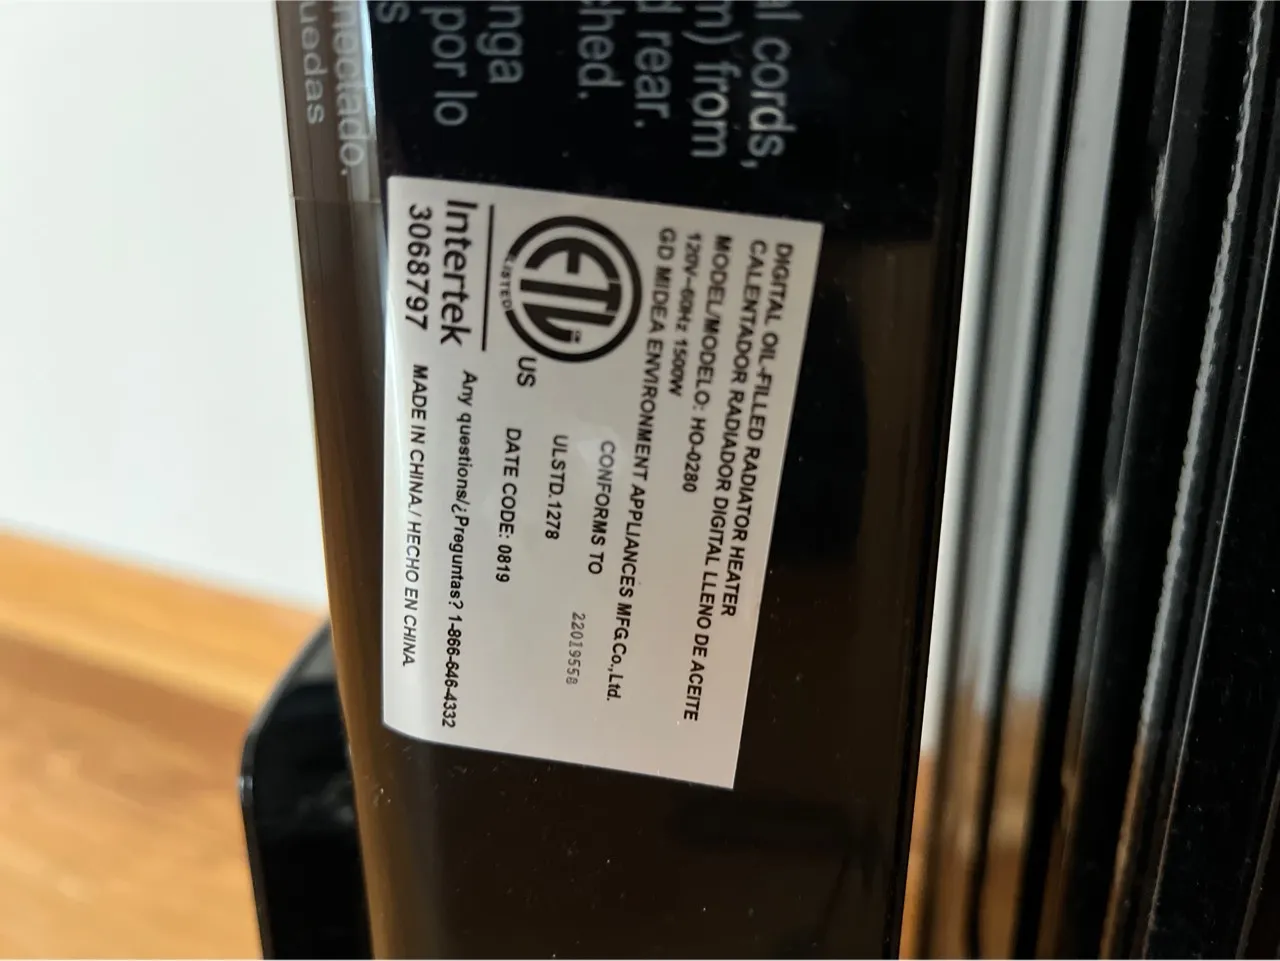 al cords,
m) from
d rear.
ched.
nga
por lo
s
nectado.
uedas
DIGITAL OIL-FILLED RADIATOR HEATER
CALENTADOR RADIADOR DIGITAL LLENO DE ACEITE
MODEL/MODELO: HO-0280
120V~60Hz 1500W
GD MIDEA ENVIRONMENT APPLIANCES MFG.Co.,Ltd.
ETL
LISTED
US
CONFORMS TO
ULSTD.1278
22019558
DATE CODE: 0819
Intertek
3068797
Any questions/¿Preguntas? 1-866-646-4332
MADE IN CHINA./ HECHO EN CHINA.